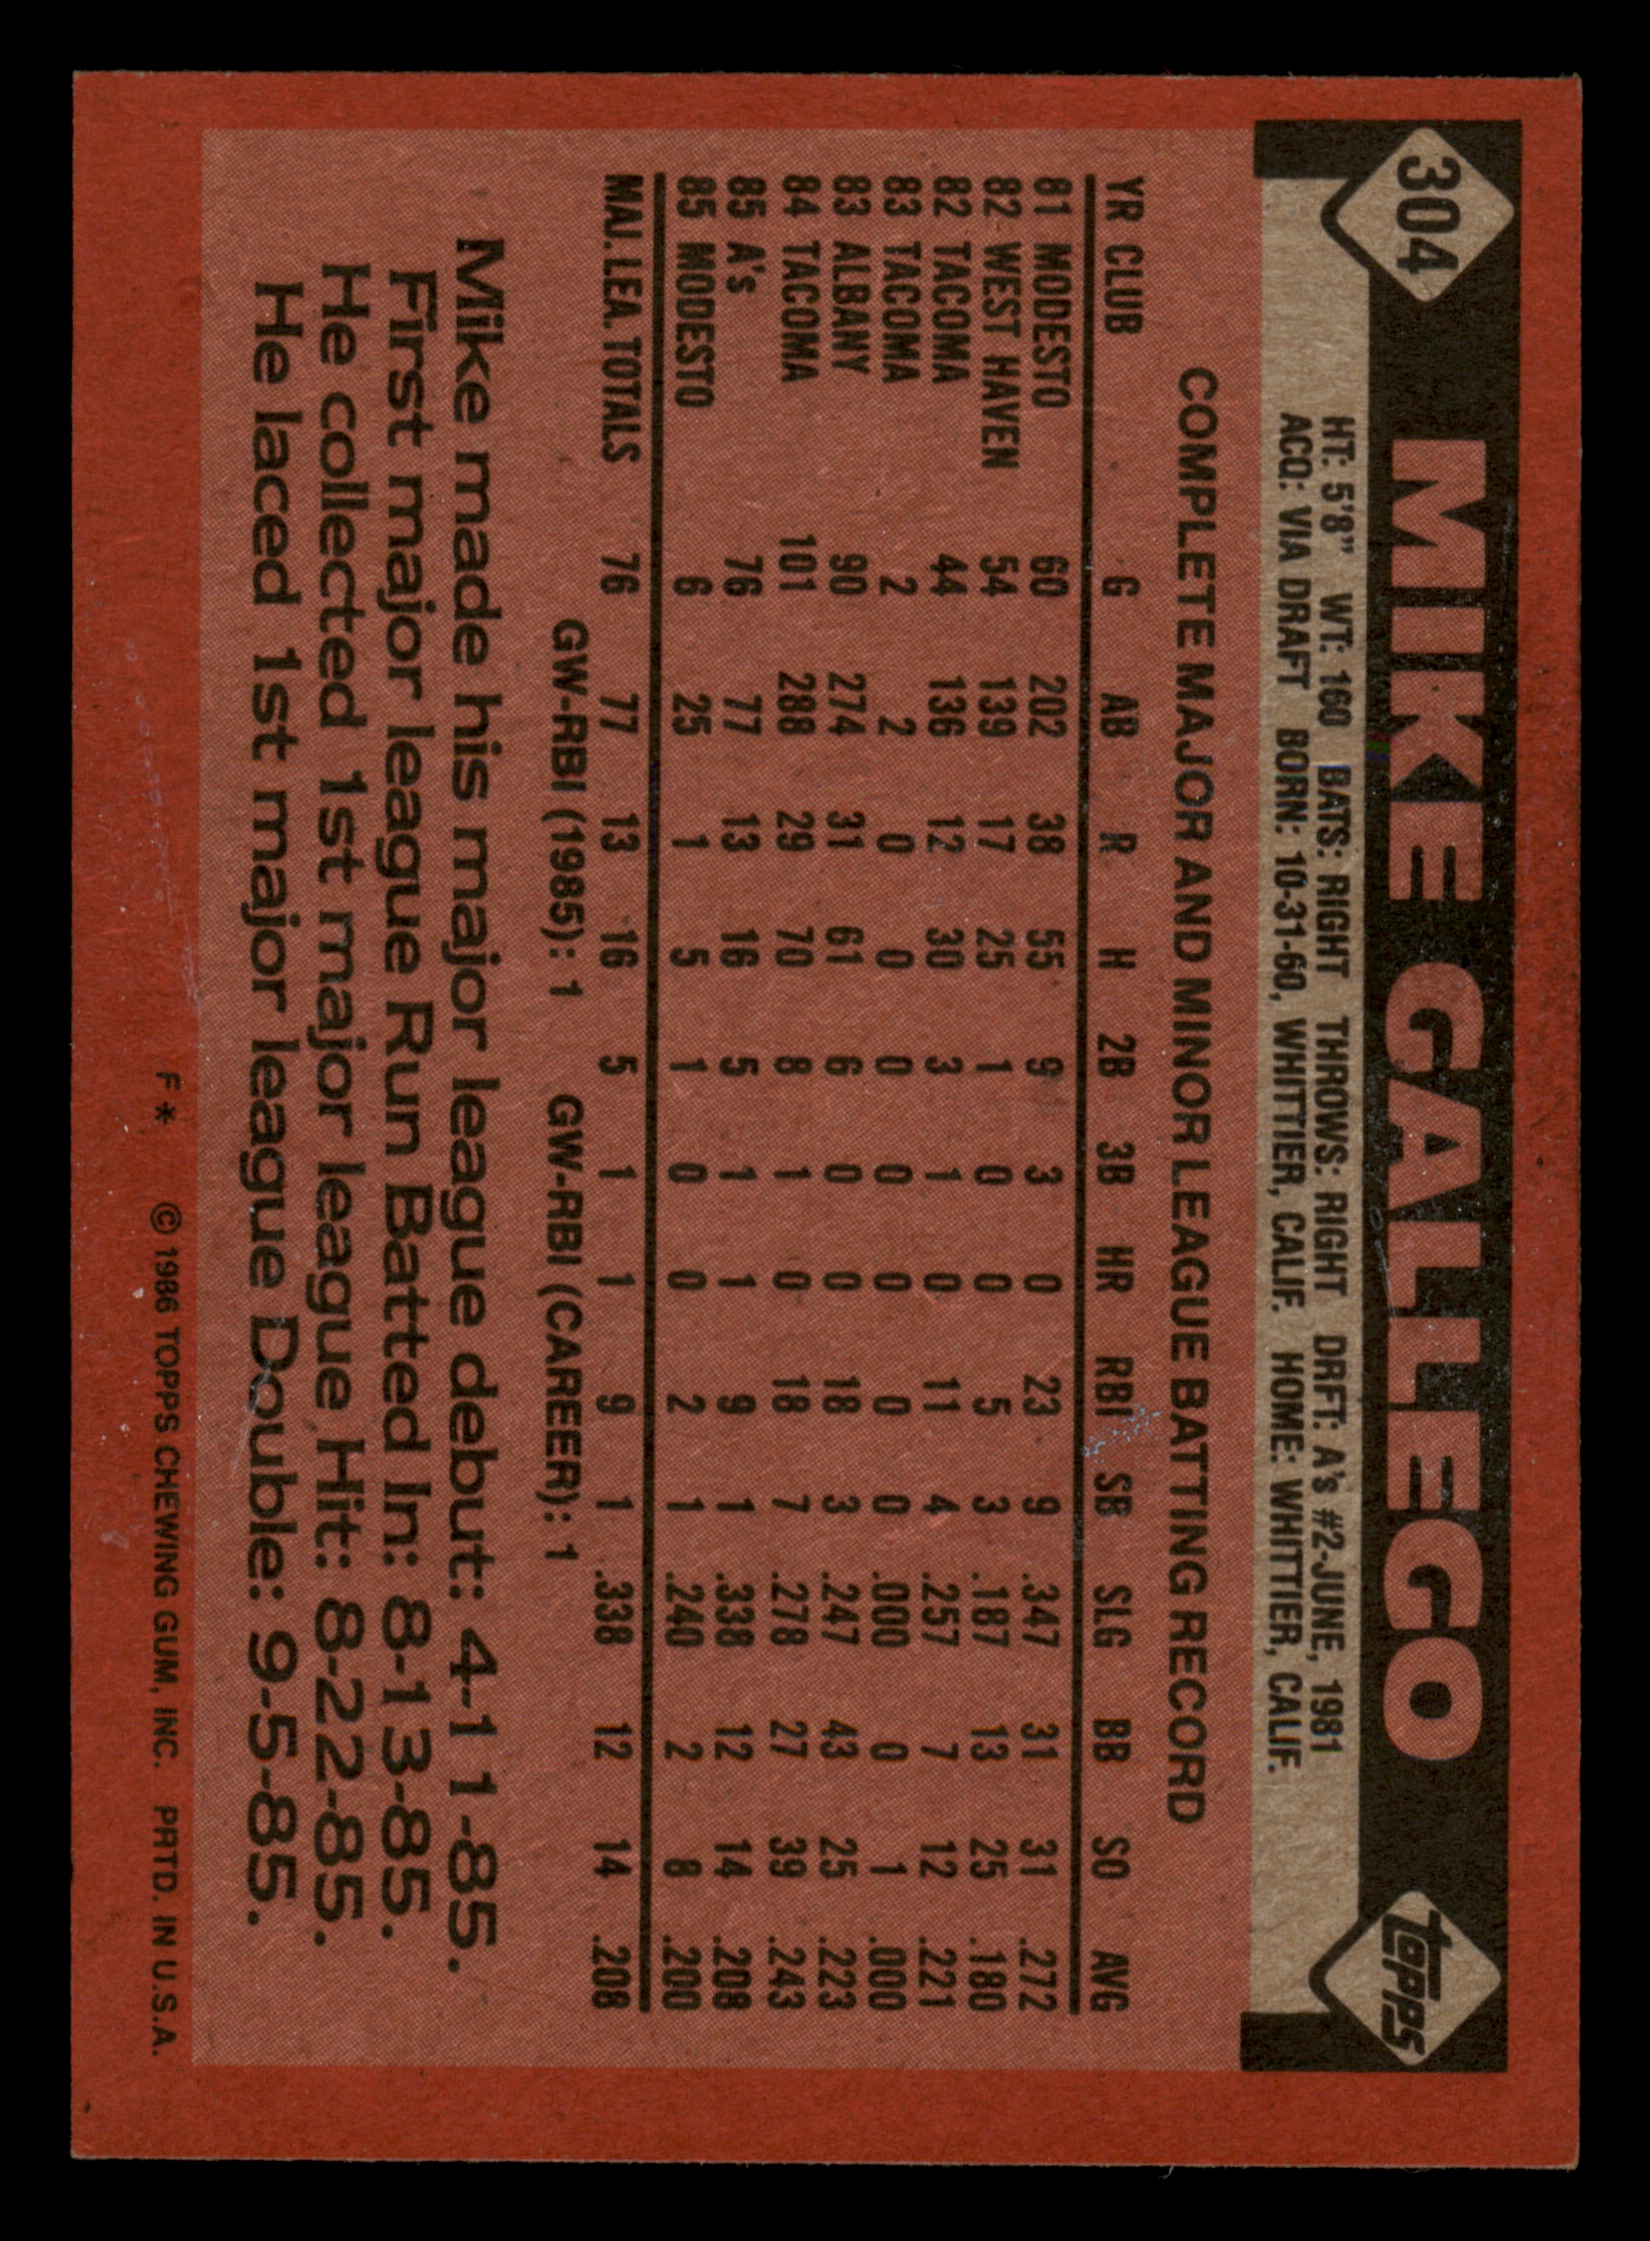 304 MIKE GALLEGO topps
HT: 5'8" WT: 160 BATS: RIGHT THROWS: RIGHT DRFT: A's #2-JUNE, 1981
ACQ: VIA DRAFT BORN: 10-31-60, WHITTIER, CALIF. HOME: WHITTIER, CALIF.
COMPLETE MAJOR AND MINOR LEAGUE BATTING RECORD
YR CLUB G AB R H 2B 3B HR RBI SB SLG BB SO AVG
81 MODESTO 60 202 38 55 9 3 0 23 9 .347 31 31 .272
82 WEST HAVEN 54 139 17 25 1 0 0 5 3 .187 13 25 .180
82 TACOMA 44 136 12 30 3 1 0 11 4 .257 7 12 .221
83 TACOMA 2 2 0 0 0 0 0 0 0 .000 0 1 .000
83 ALBANY 90 274 31 61 6 0 0 18 3 .247 43 25 .223
84 TACOMA 101 288 29 70 8 1 0 18 7 .278 27 39 .243
85 A's 76 77 13 16 5 1 1 9 1 .338 12 14 .208
85 MODESTO 6 25 1 5 1 0 0 2 1 .240 2 8 .200
MAJ. LEA. TOTALS 76 77 13 16 5 1 1 9 1 .338 12 14 .208
GW-RBI (1985): 1 GW-RBI (CAREER): 1
Mike made his major league debut: 4-11-85.
First major league Run Batted In: 8-13-85.
He collected 1st major league Hit: 8-22-85.
He laced 1st major league Double: 9-5-85.
F* © 1986 TOPPS CHEWING GUM, INC. PRTD. IN U.S.A.